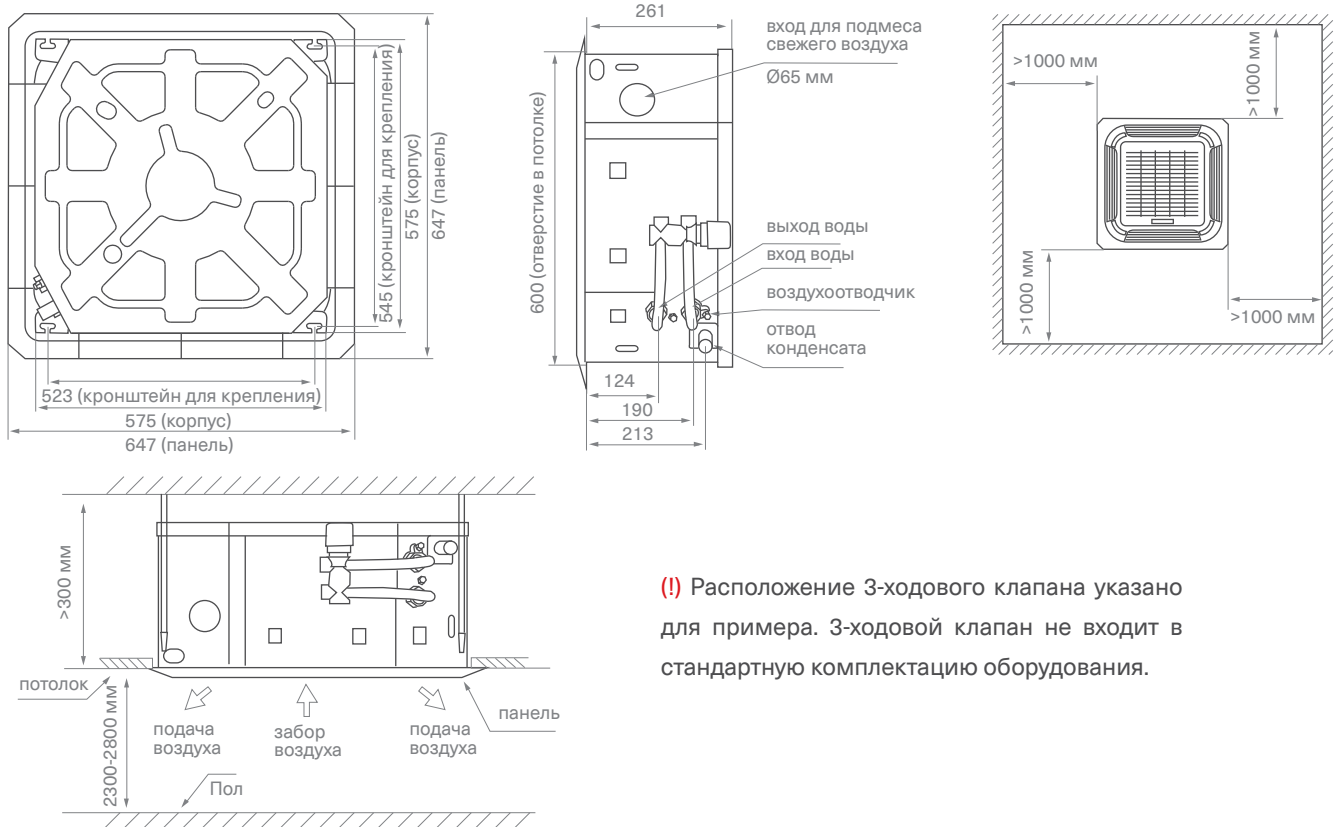 545 (кронштейн для крепления)
575 (корпус)
647 (панель)
523 (кронштейн для крепления)
575 (корпус)
647 (панель)
261
вход для подмеса
свежего воздуха
Ø65 мм
600 (отверстие в потолке)
выход воды
вход воды
воздухоотводчик
отвод
конденсата
124
190
213
>1000 мм
>1000 мм
>1000 мм
>1000 мм
>300 мм
потолок
2300-2800 мм
подача
воздуха
забор
воздуха
подача
воздуха
панель
Пол
(!) Расположение 3-ходового клапана указано
для примера. 3-ходовой клапан не входит в
стандартную комплектацию оборудования.